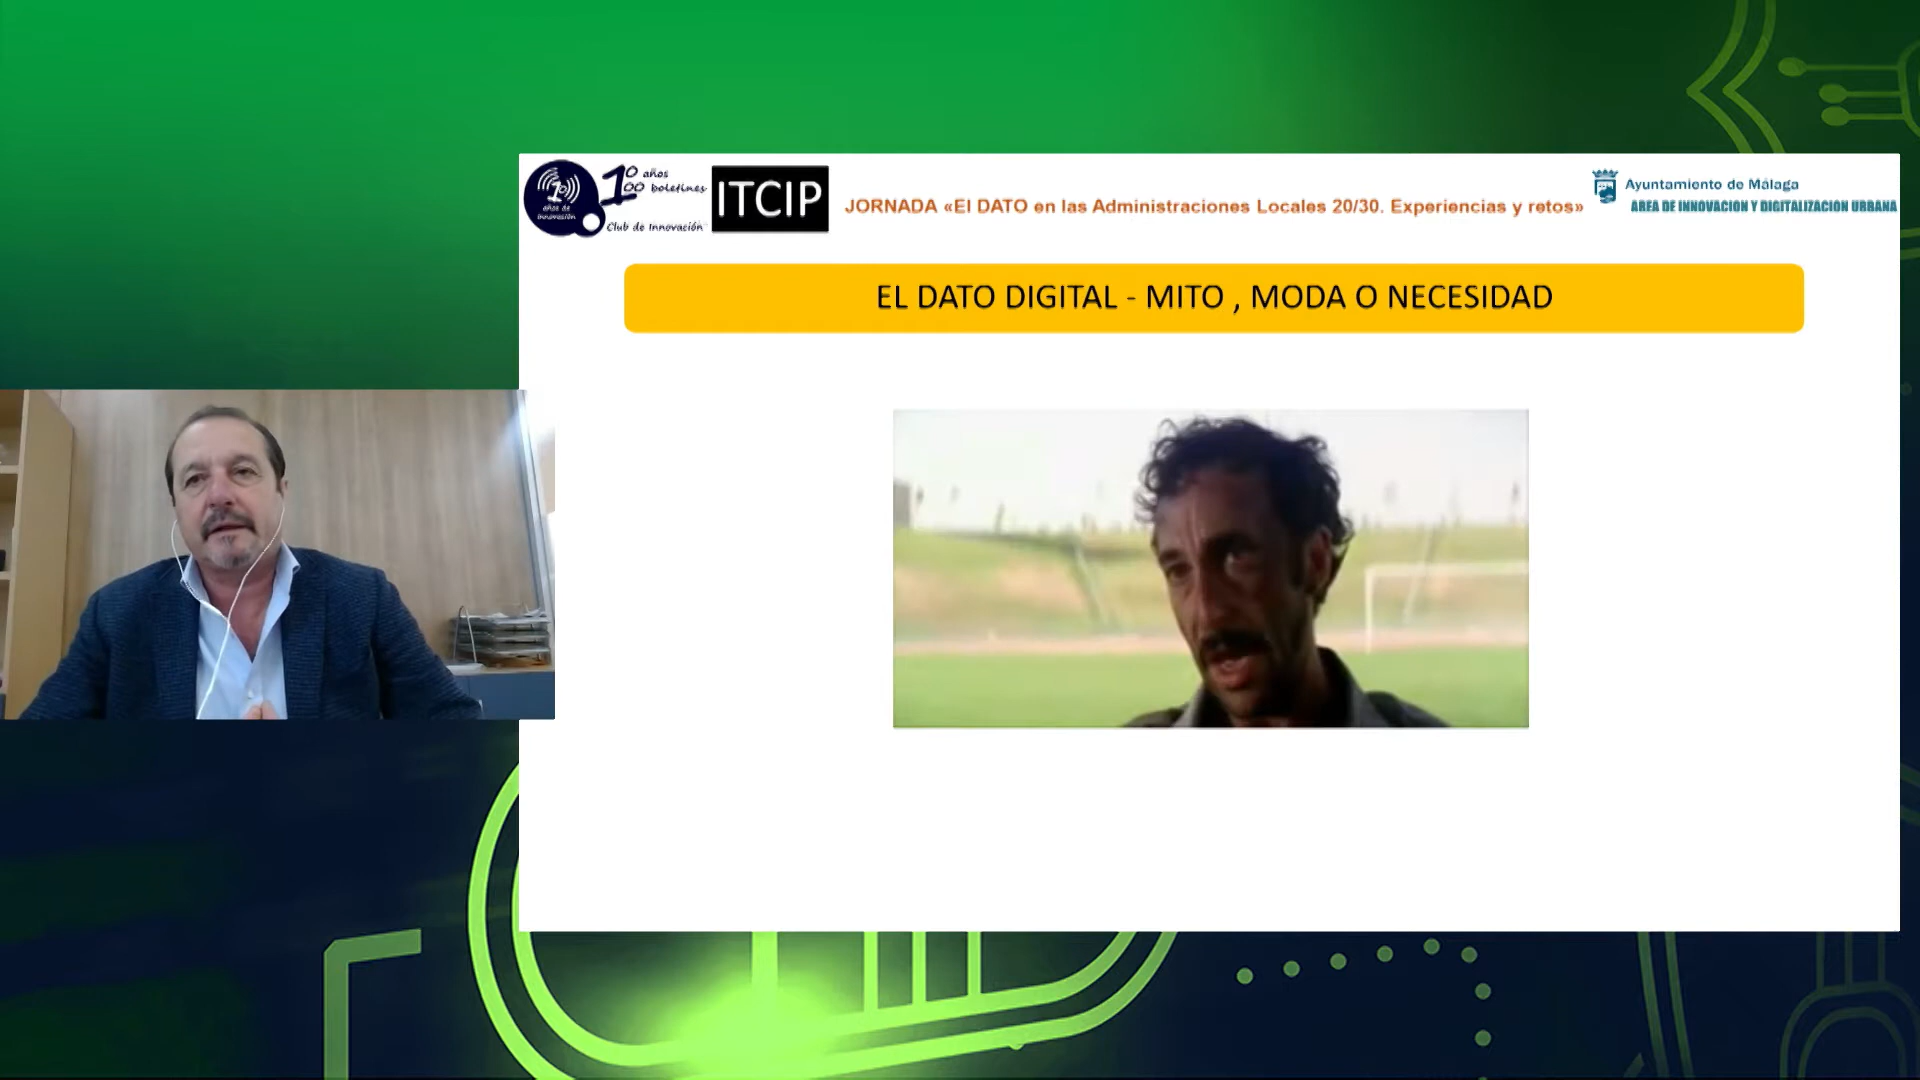 10
años de
innovación
10 años
100 boletines
Club de Innovación
ITCIP
JORNADA «El DATO en las Administraciones Locales 20/30. Experiencias y retos»
Ayuntamiento de Málaga
AREA DE INNOVACION Y DIGITALIZACION URBANA
EL DATO DIGITAL - MITO , MODA O NECESIDAD